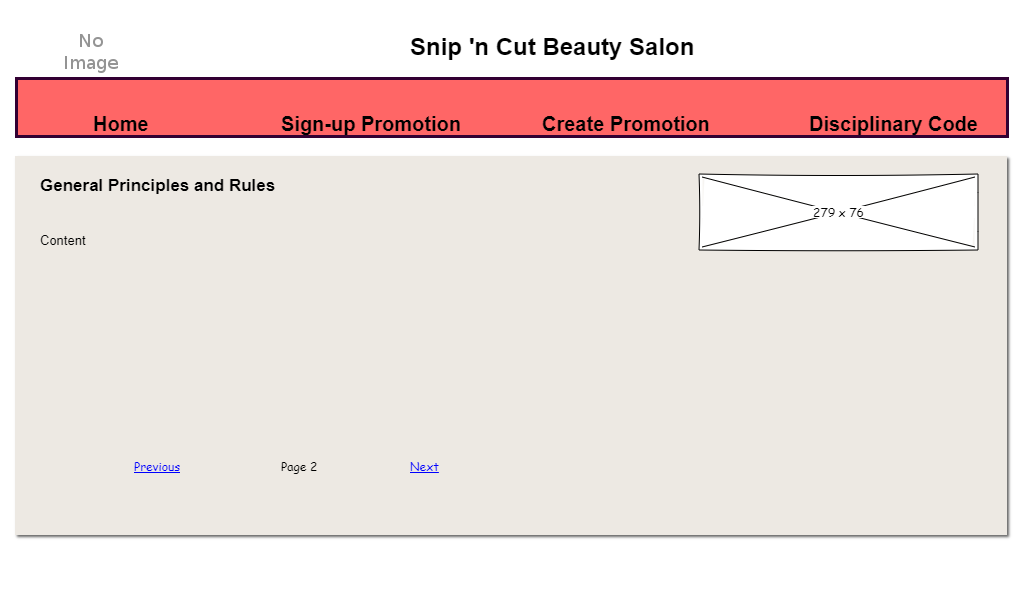 No
Image
Snip 'n Cut Beauty Salon
Home Sign-up Promotion Create Promotion Disciplinary Code
General Principles and Rules
279 x 76
Content
Previous Page 2 Next